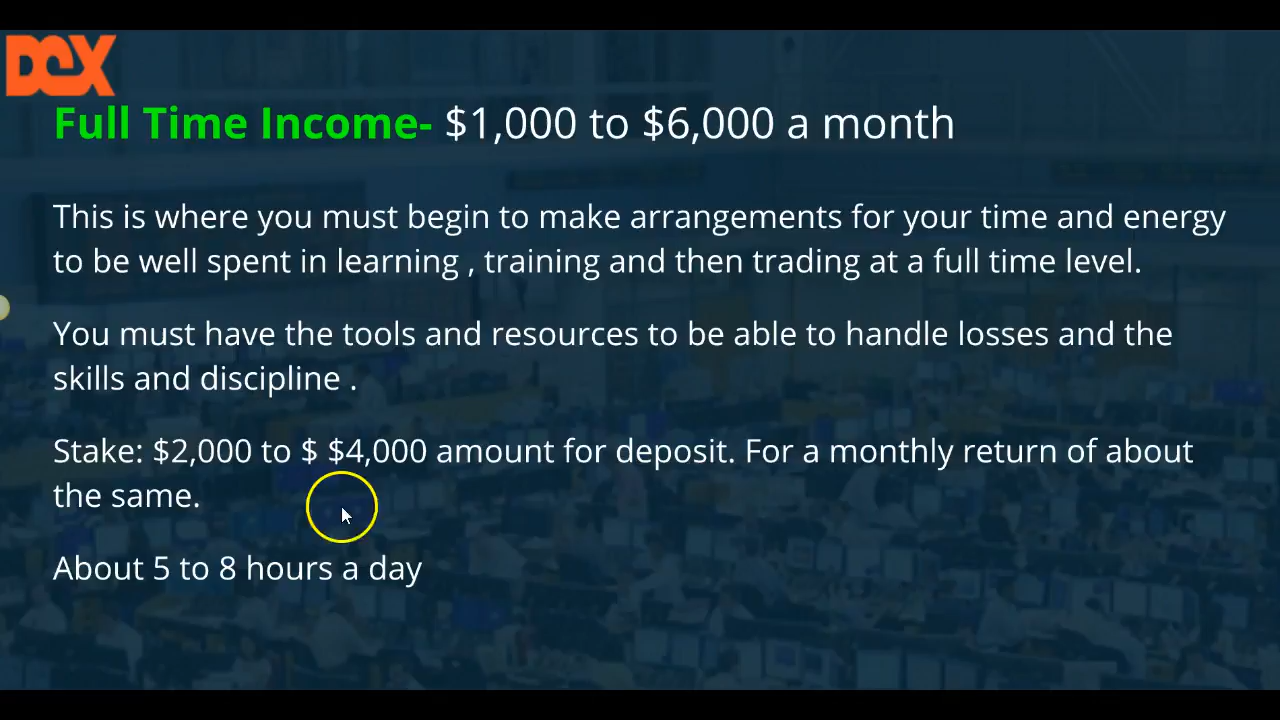 DEX
Full Time Income- $1,000 to $6,000 a month
This is where you must begin to make arrangements for your time and energy
to be well spent in learning , training and then trading at a full time level.
You must have the tools and resources to be able to handle losses and the
skills and discipline .
Stake: $2,000 to $ $4,000 amount for deposit. For a monthly return of about
the same.
About 5 to 8 hours a day